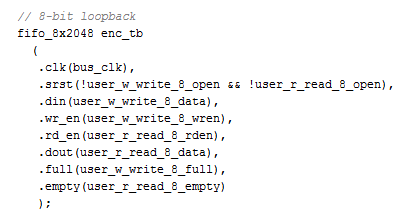 // 8-bit loopback
fifo_8x2048 enc_tb
(
.clk(bus_clk),
.srst(!user_w_write_8_open && !user_r_read_8_open),
.din(user_w_write_8_data),
.wr_en(user_w_write_8_wren),
.rd_en(user_r_read_8_rden),
.dout(user_r_read_8_data),
.full(user_w_write_8_full),
.empty(user_r_read_8_empty)
);